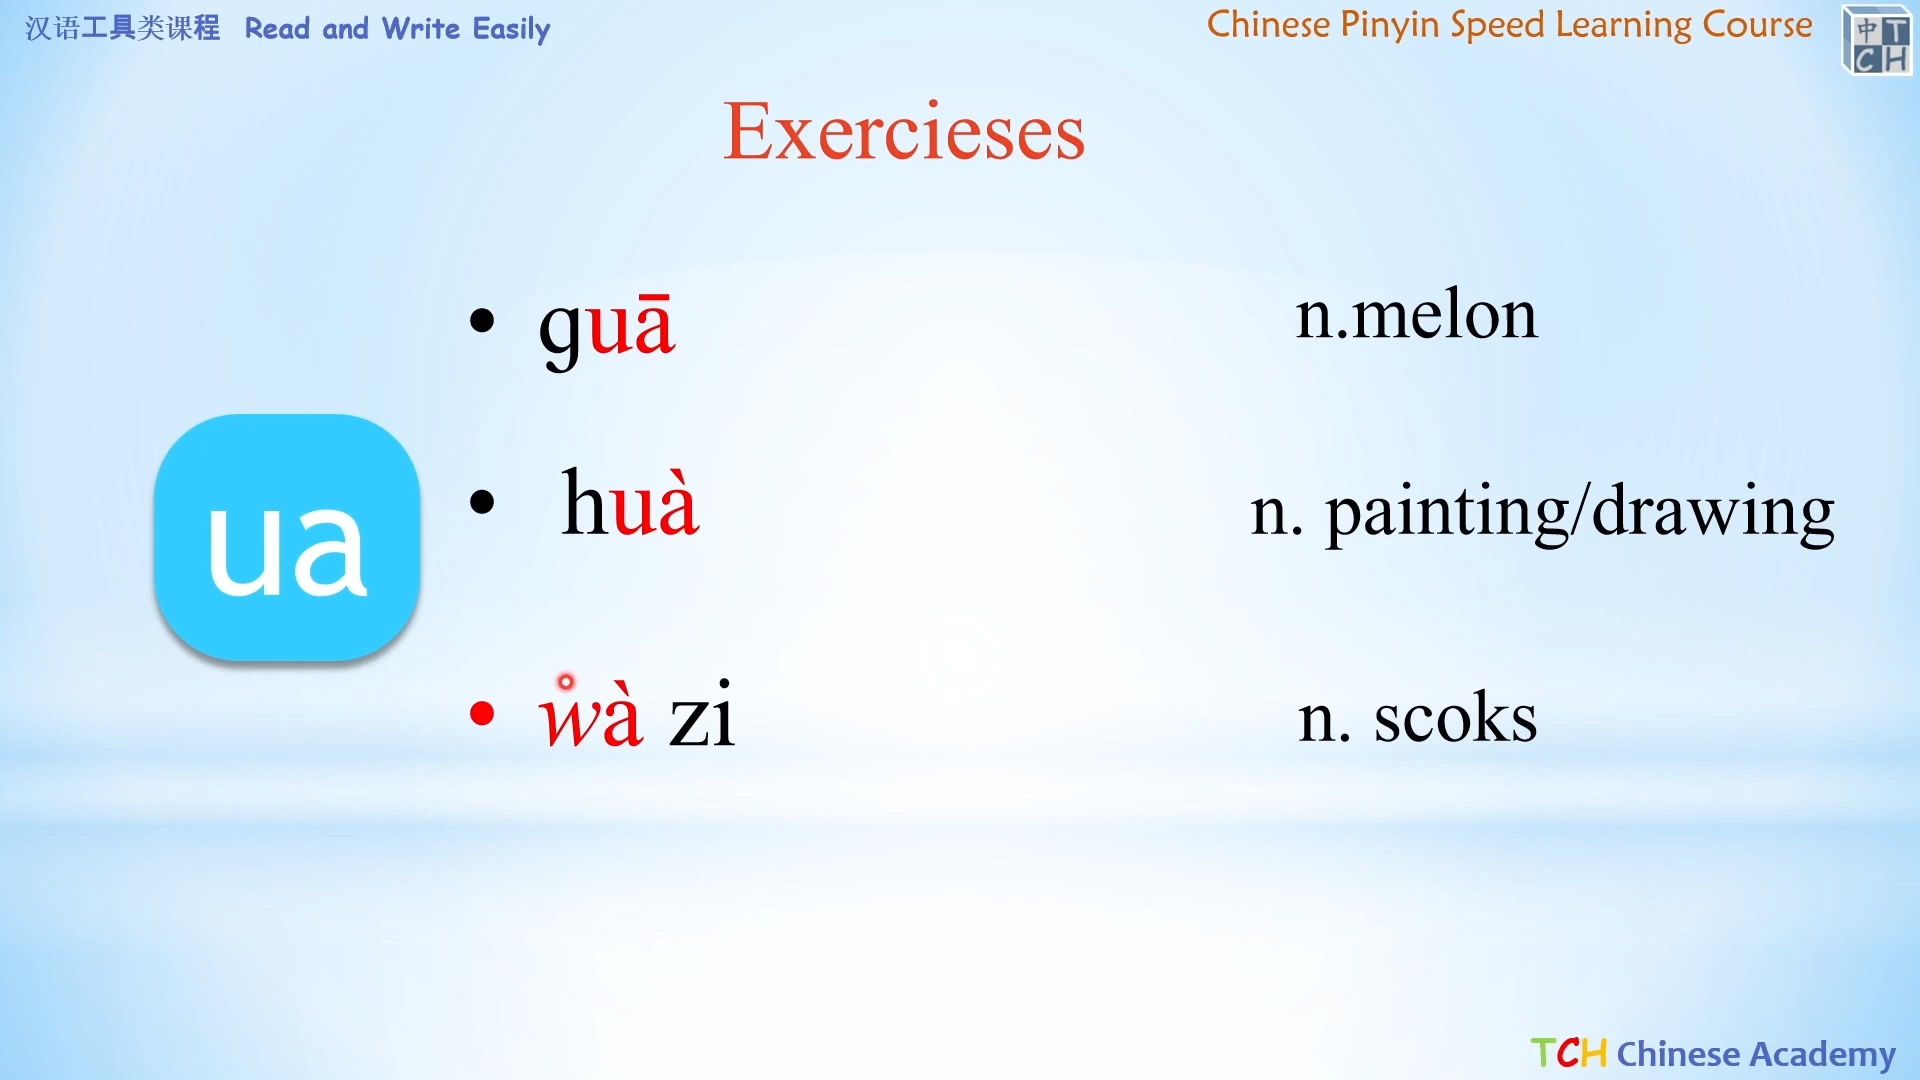 汉语工具类课程 Read and Write Easily
Chinese Pinyin Speed Learning Course
中T
CH
Exercieses
• guā n.melon
ua
• huà n. painting/drawing
• wà zi n. scoks
TCH Chinese Academy